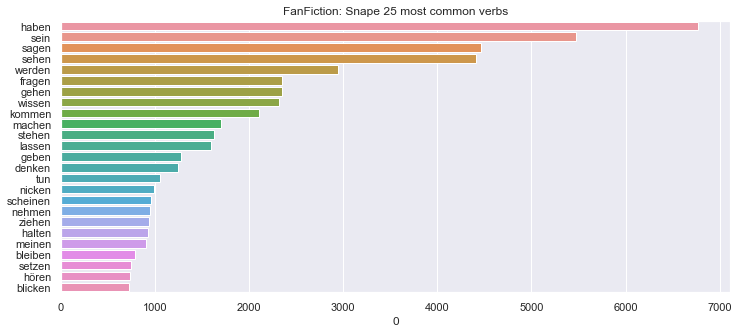 FanFiction: Snape 25 most common verbs
haben
sein
sagen
sehen
werden
fragen
gehen
wissen
kommen
machen
stehen
lassen
geben
denken
tun
nicken
scheinen
nehmen
ziehen
halten
meinen
bleiben
setzen
hören
blicken
0 1000 2000 3000 4000 5000 6000 7000
0